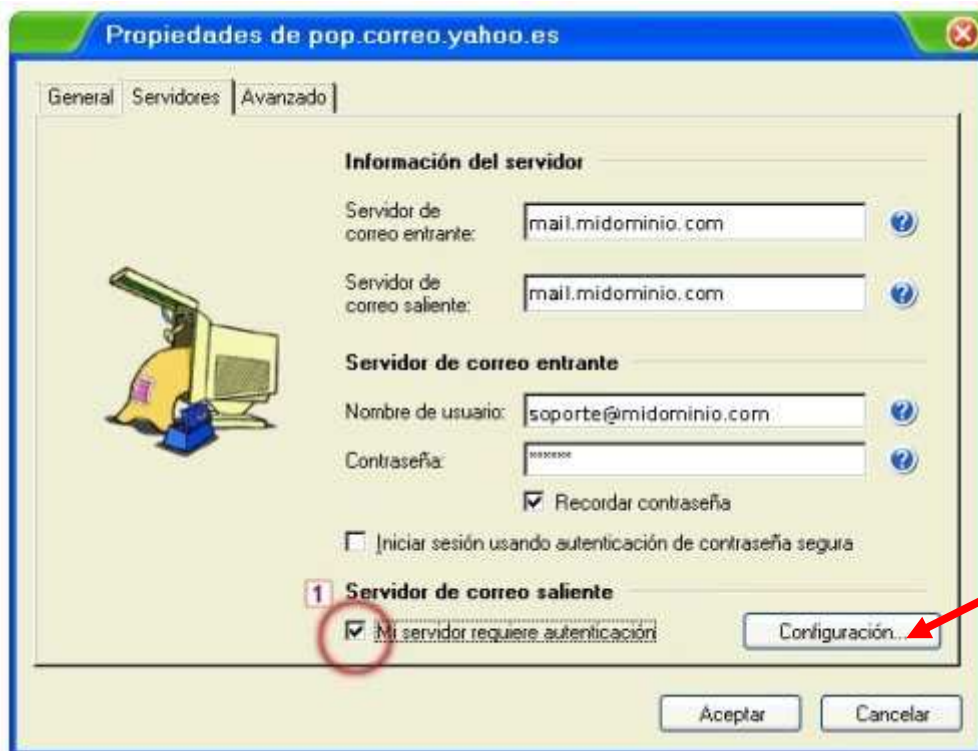 Propiedades de pop.correo.yahoo.es
General Servidores Avanzado
Información del servidor
Servidor de
correo entrante:
mail.midominio.com
Servidor de
correo saliente:
mail.midominio.com
Servidor de correo entrante
Nombre de usuario: soporte@midominio.com
Contraseña: ******
Recordar contraseña
Iniciar sesión usando autenticación de contraseña segura
1 Servidor de correo saliente
Mi servidor requiere autenticación Configuración...
Aceptar Cancelar